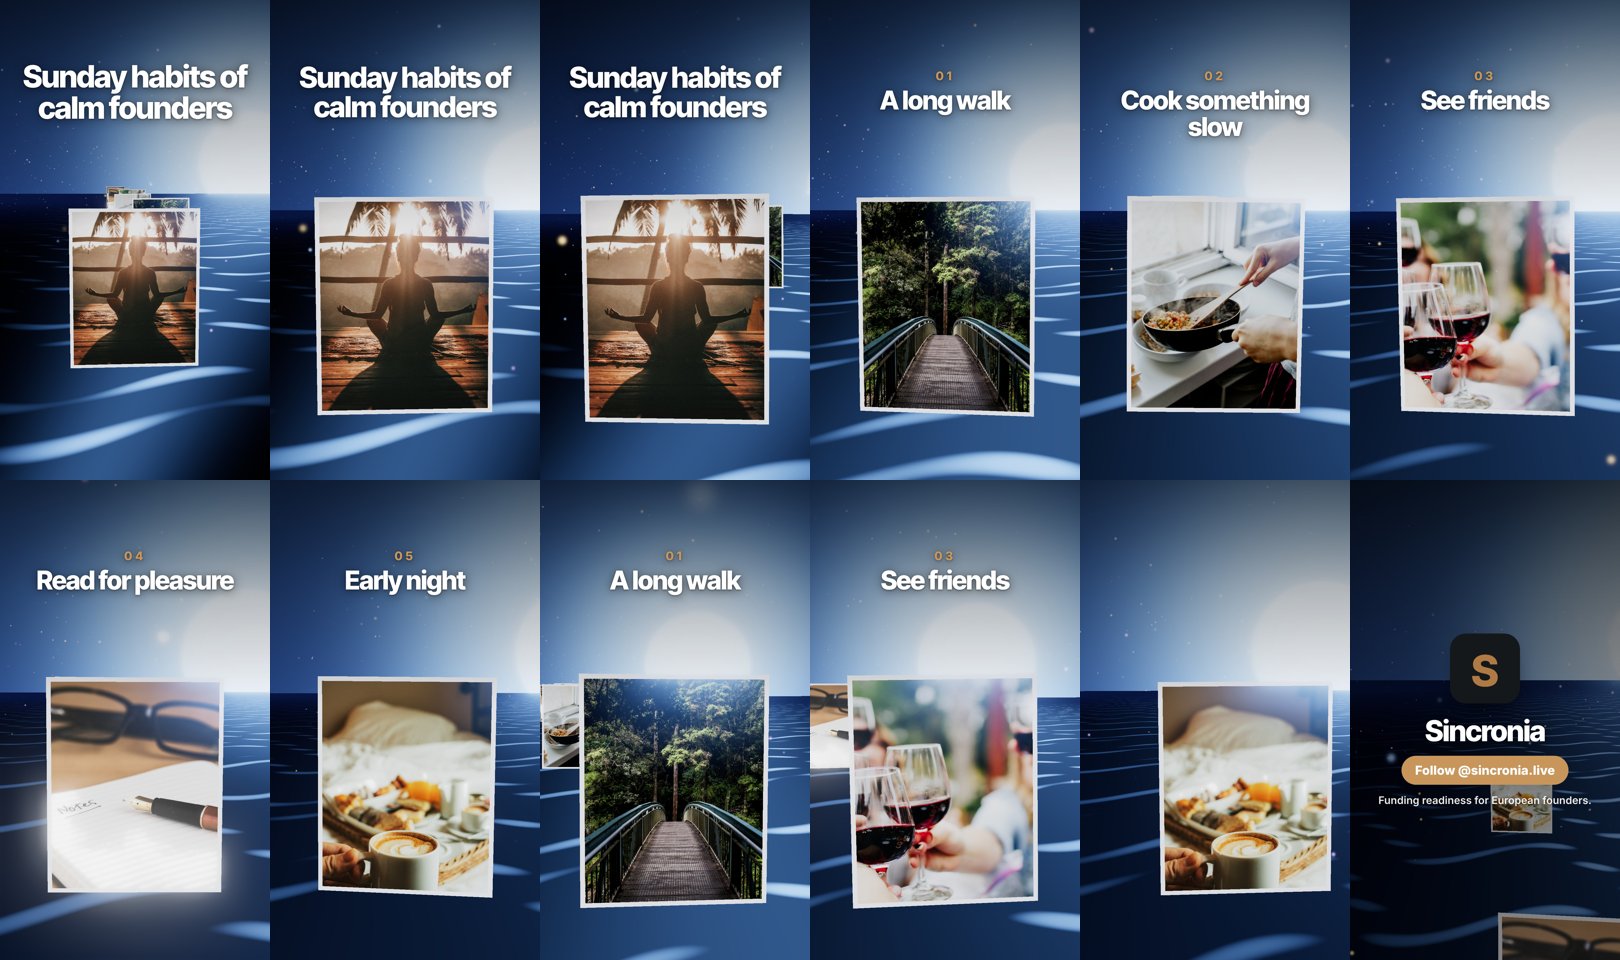 Sunday habits of
calm founders
Sunday habits of
calm founders
Sunday habits of
calm founders
01
A long walk
02
Cook something
slow
03
See friends
04
Read for pleasure
Notes
05
Early night
01
A long walk
03
See friends
S
Sincronia
Follow @sincronia.live
Funding readiness for European founders.